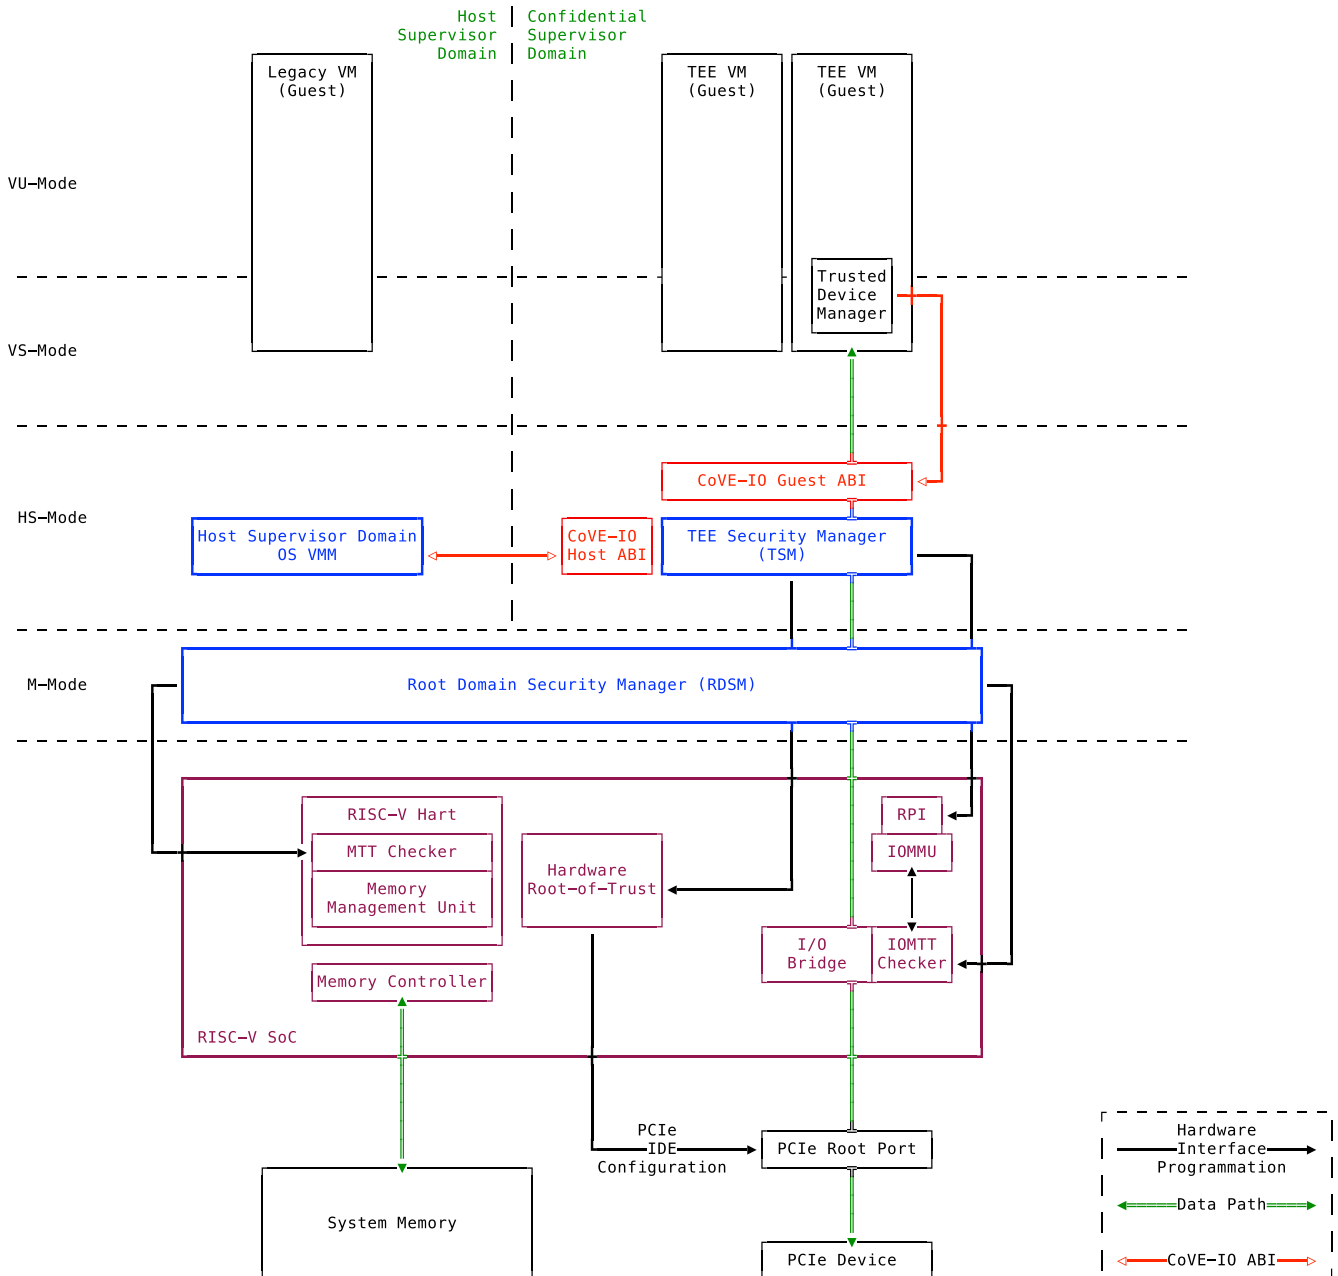 Host
Supervisor
Domain
Confidential
Supervisor
Domain
Legacy VM
(Guest)
TEE VM
(Guest)
TEE VM
(Guest)
VU-Mode
Trusted
Device
Manager
VS-Mode
CoVE-IO Guest ABI
HS-Mode
Host Supervisor Domain
OS VMM
CoVE-IO
Host ABI
TEE Security Manager
(TSM)
M-Mode
Root Domain Security Manager (RDSM)
RISC-V Hart
MTT Checker
Memory
Management Unit
Hardware
Root-of-Trust
RPI
IOMMU
I/O
Bridge
IOMTT
Checker
Memory Controller
RISC-V SoC
PCIe
IDE
Configuration
PCIe Root Port
System Memory
PCIe Device
Hardware
Interface
Programmation
Data Path
CoVE-IO ABI